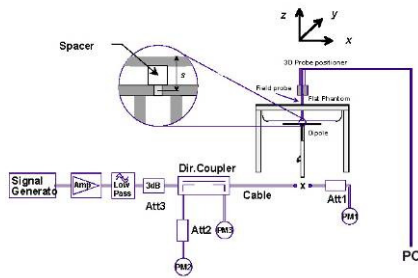 z
y
x
Spacer
s
3D Probe positioner
Field probe
Flat Phantom
Dipole
Signal
Generato
Amp.
Low
Pass
3dB
Att3
Dir.Coupler
Cable
x
Att1
PM1
Att2
PM3
PM2
PC